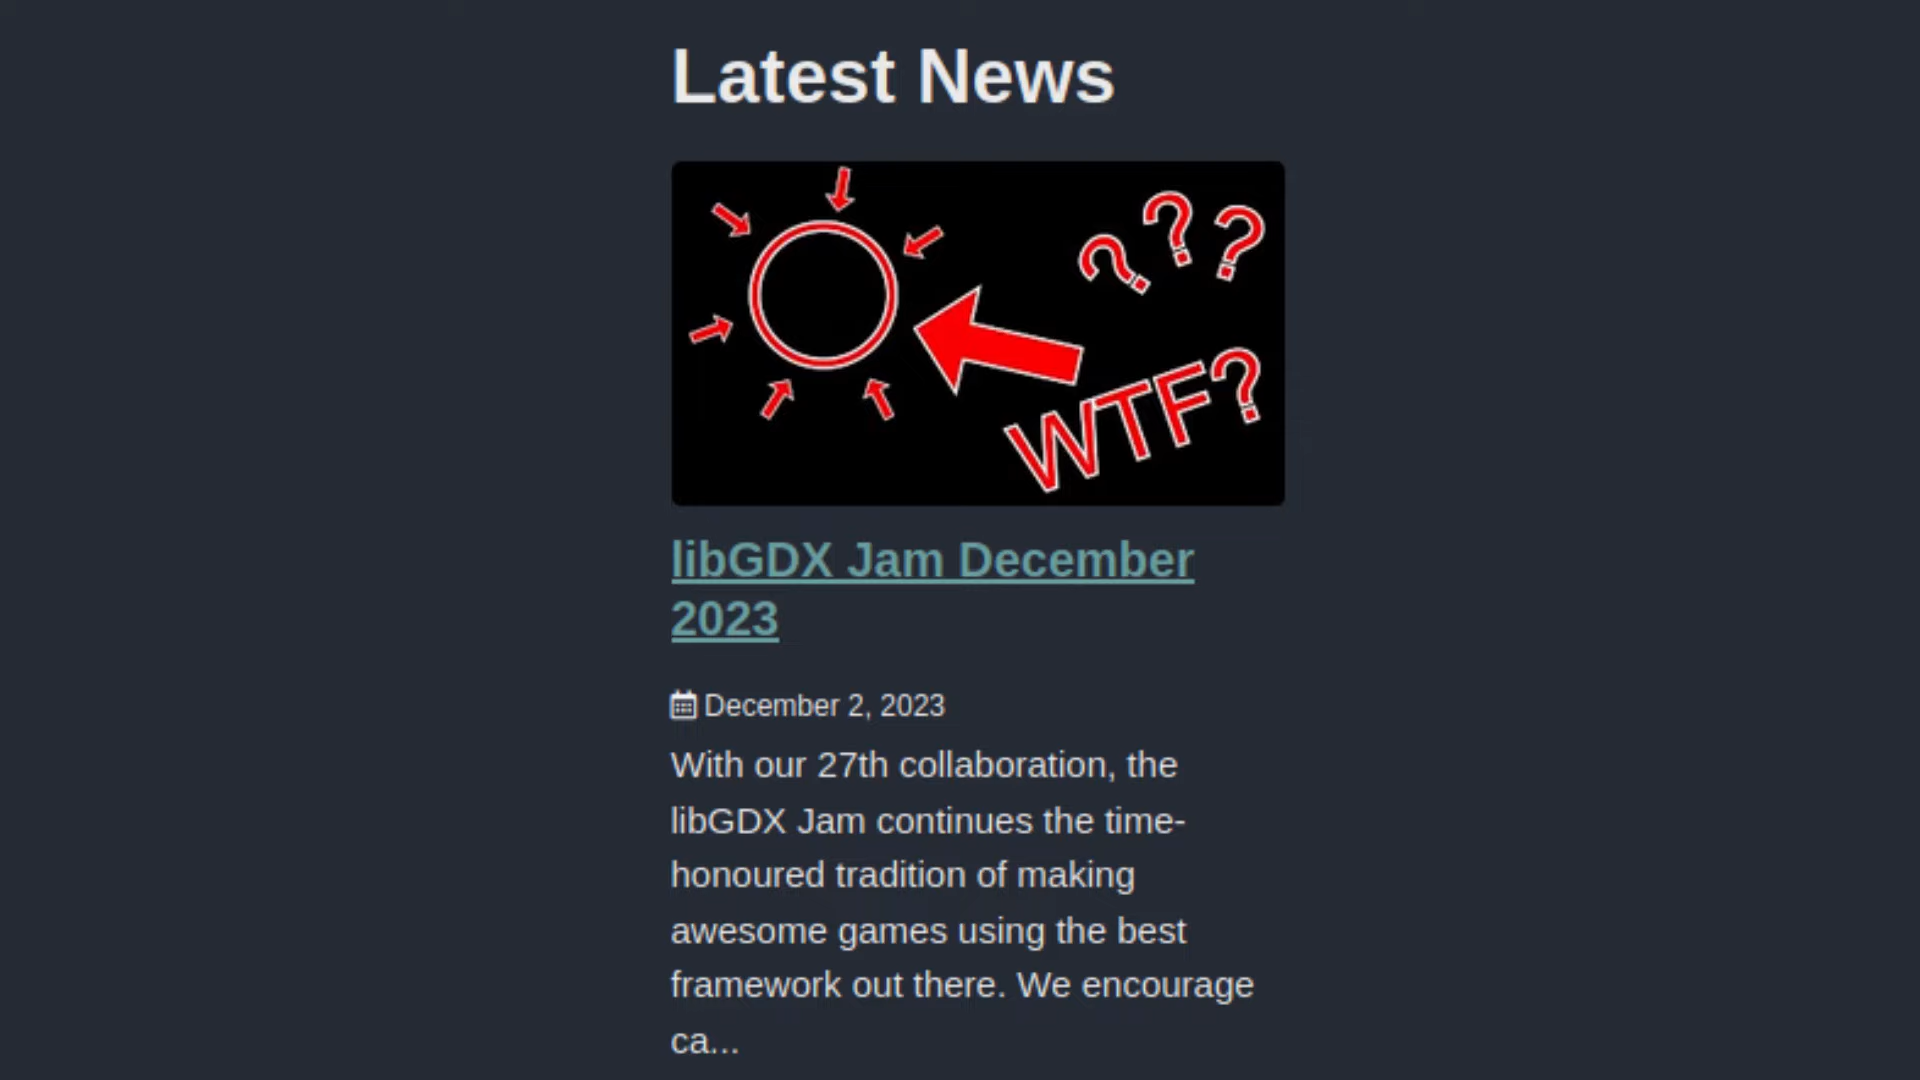 Latest News
? ? ?
WTF?
libGDX Jam December
2023
December 2, 2023
With our 27th collaboration, the
libGDX Jam continues the time-
honoured tradition of making
awesome games using the best
framework out there. We encourage
ca...